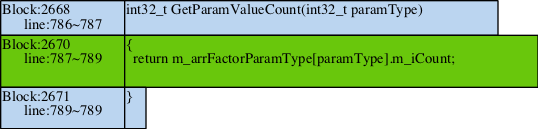 Block:2668 int32_t GetParamValueCount(int32_t paramType)
line:786~787
Block:2670 {
line:787~789 return m_arrFactorParamType[paramType].m_iCount;
Block:2671 }
line:789~789